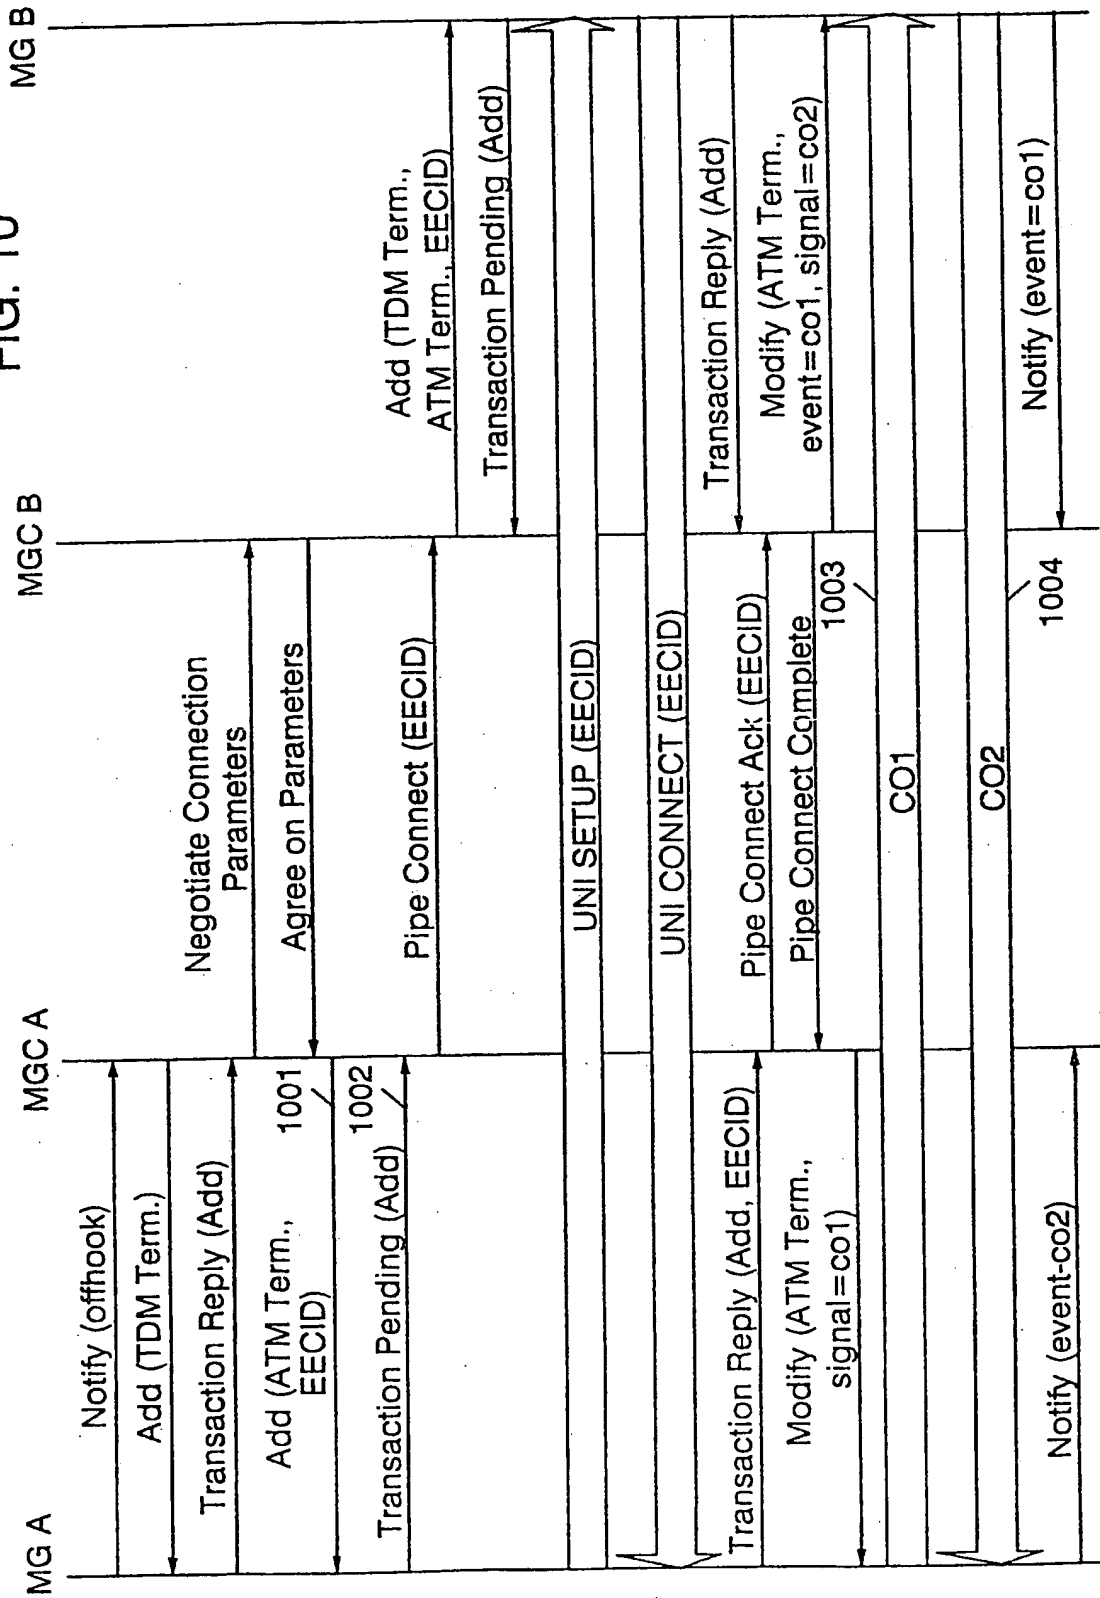 FIG. 10
MG A
MGC A
MGC B
MG B
Notify (offhook)
Add (TDM Term.)
Transaction Reply (Add)
Negotiate Connection
Parameters
Agree on Parameters
Add (ATM Term.,
EECID)
1001
Transaction Pending (Add)
1002
Pipe Connect (EECID)
Add (TDM Term.,
ATM Term., EECID)
Transaction Pending (Add)
UNI SETUP (EECID)
UNI CONNECT (EECID)
Transaction Reply (Add, EECID)
Transaction Reply (Add)
Pipe Connect Ack (EECID)
Pipe Connect Complete
Modify (ATM Term.,
signal=co1)
Modify (ATM Term.,
event=co1, signal=co2)
1003
CO1
CO2
1004
Notify (event-co2)
Notify (event=co1)